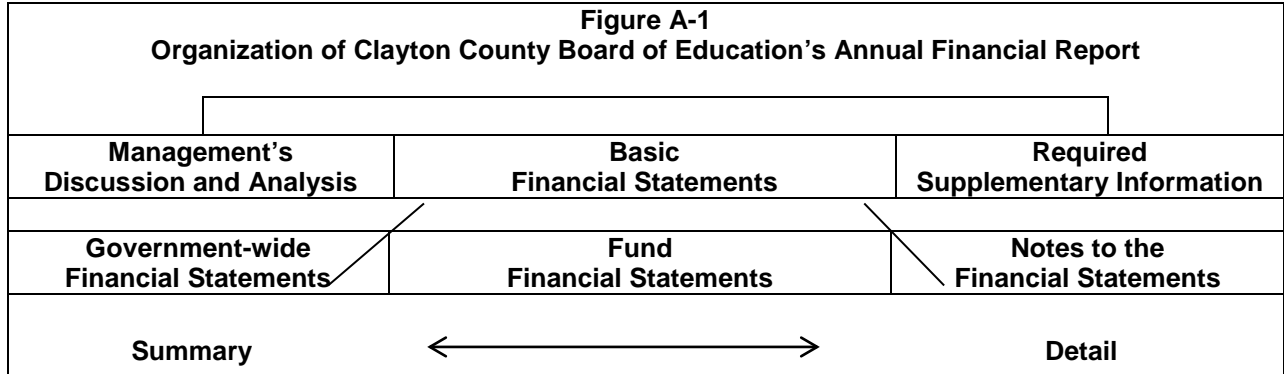 Figure A-1
Organization of Clayton County Board of Education’s Annual Financial Report
Management’s
Discussion and Analysis
Basic
Financial Statements
Required
Supplementary Information
Government-wide
Financial Statements
Fund
Financial Statements
Notes to the
Financial Statements
Summary
Detail